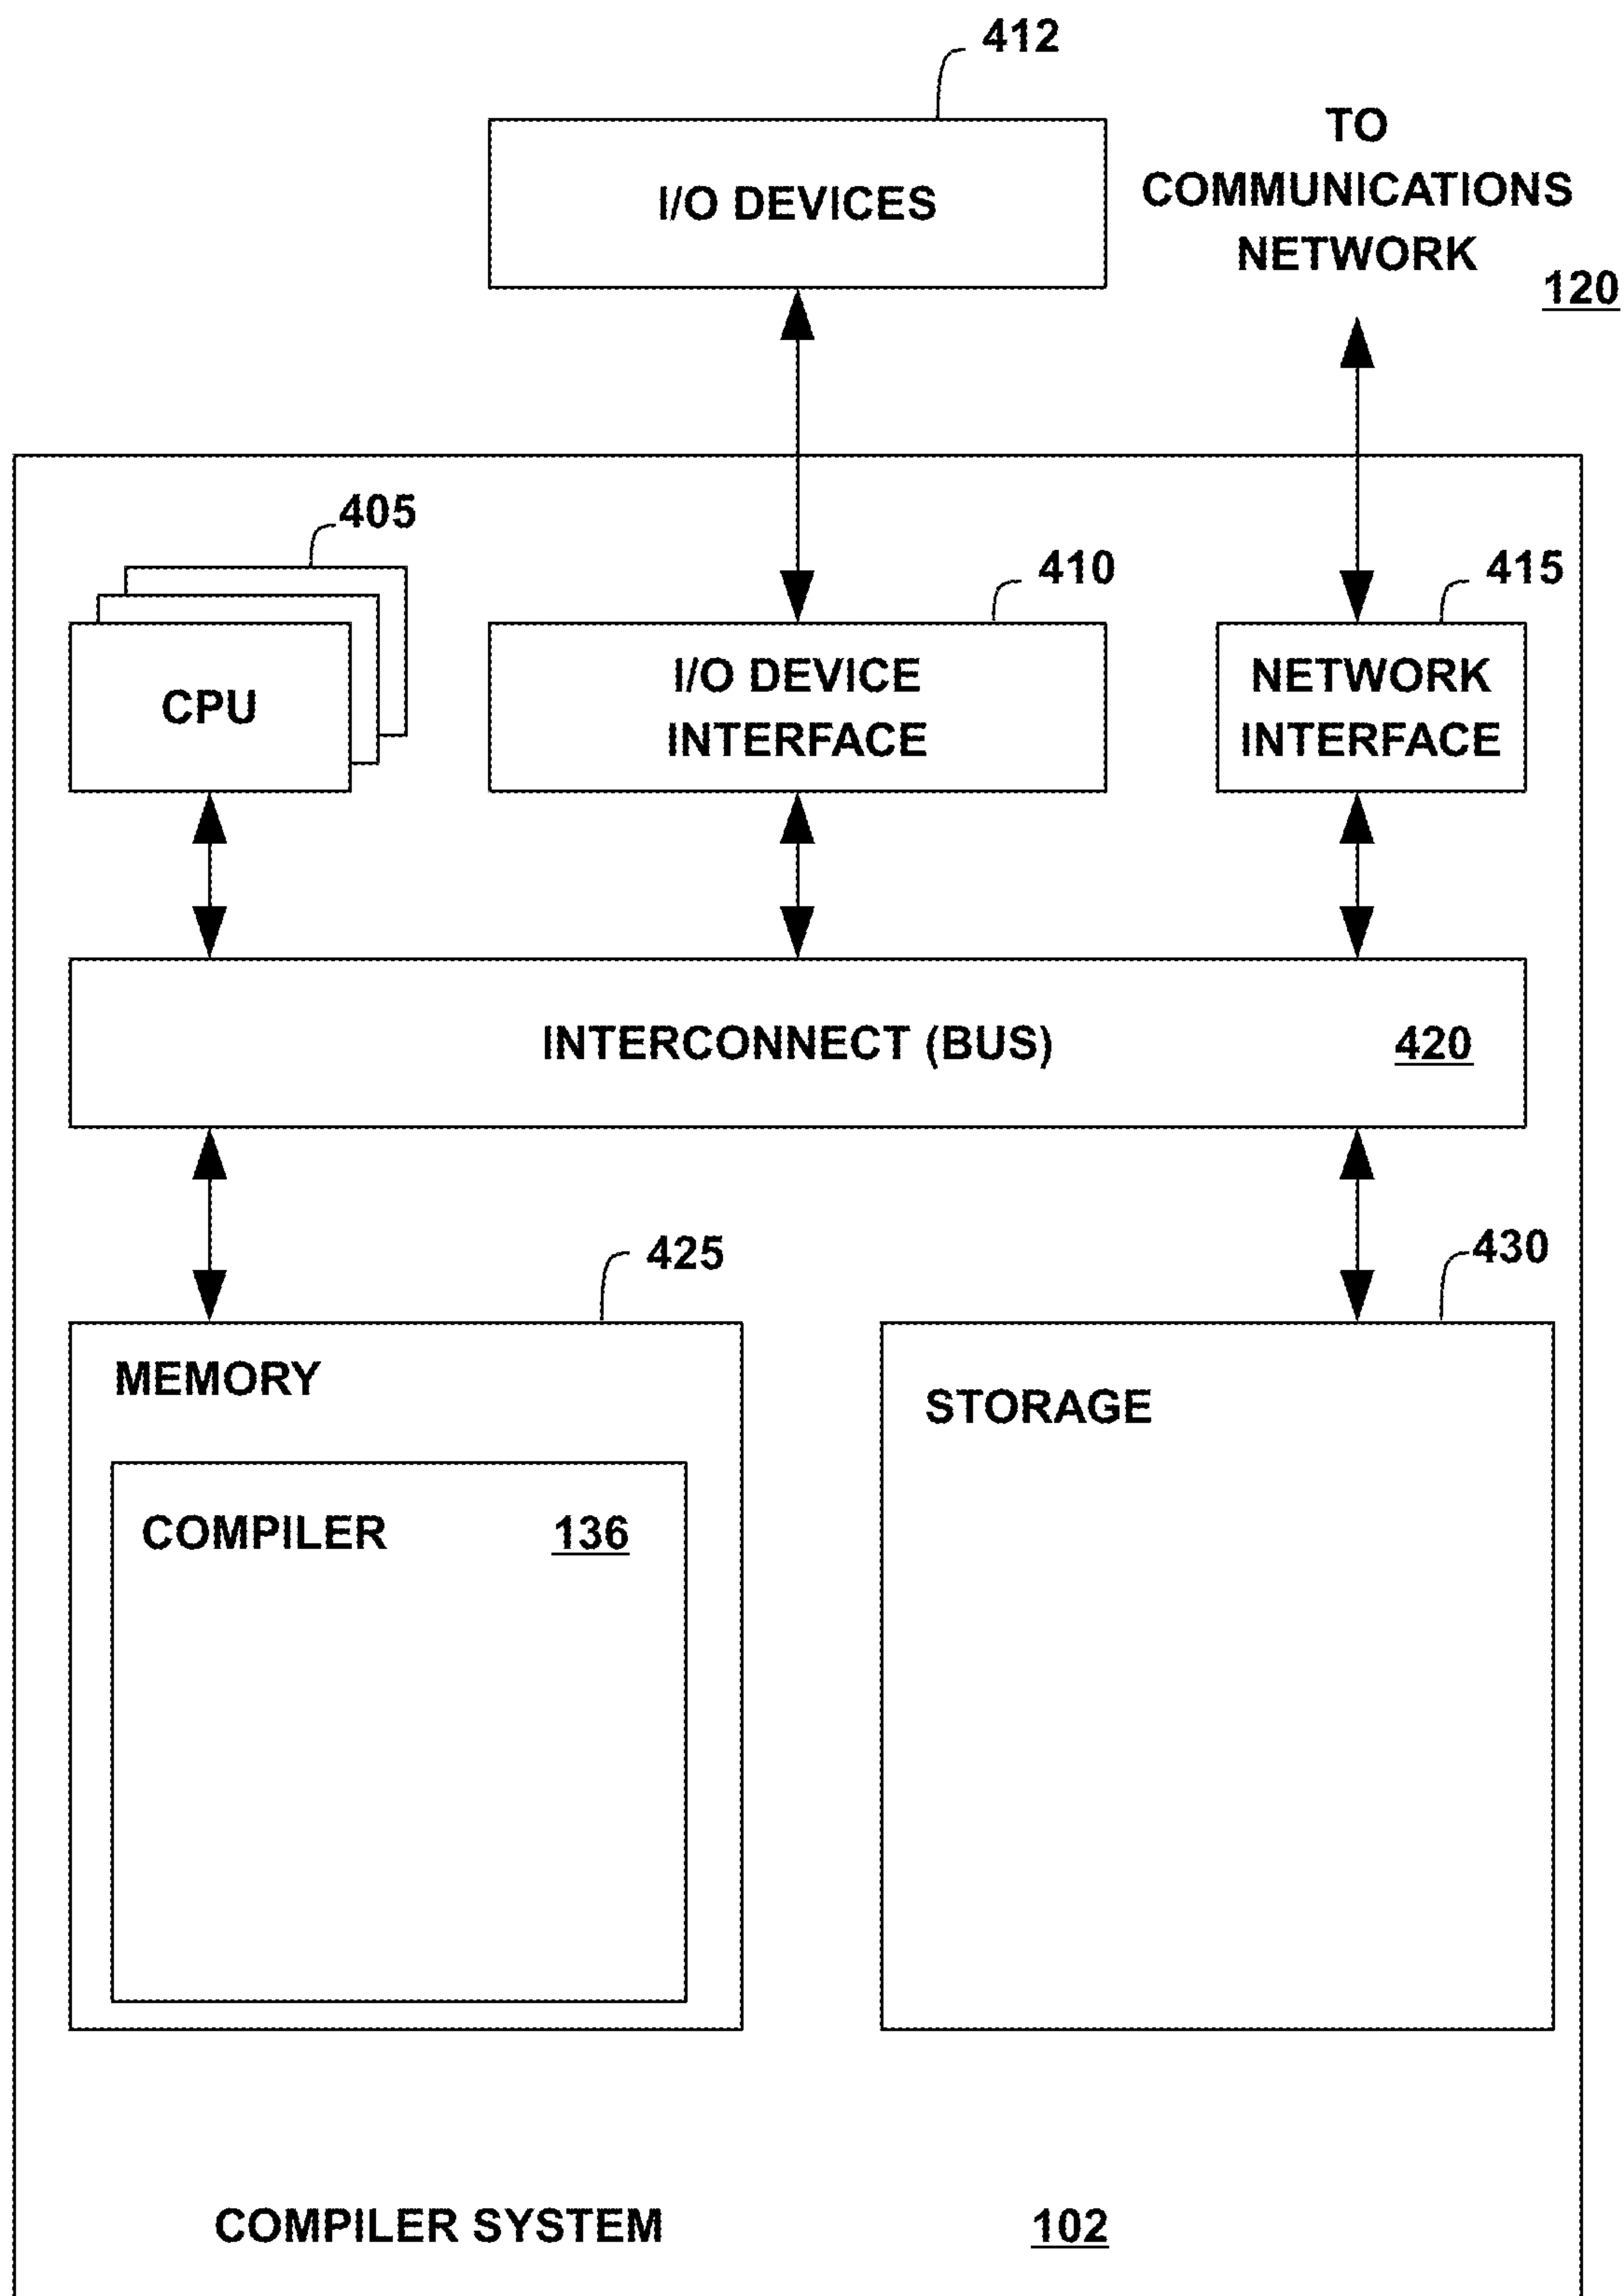 412
I/O DEVICES
TO
COMMUNICATIONS
NETWORK
120
405
CPU
410
I/O DEVICE
INTERFACE
415
NETWORK
INTERFACE
INTERCONNECT (BUS) 420
425
MEMORY
COMPILER 136
430
STORAGE
COMPILER SYSTEM 102